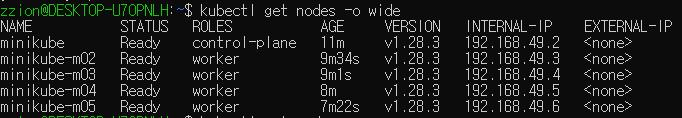 zzion@DESKTOP-U7OPNLH:~$ kubectl get nodes -o wide
NAME STATUS ROLES AGE VERSION INTERNAL-IP EXTERNAL-IP
minikube Ready control-plane 11m v1.28.3 192.168.49.2 <none>
minikube-m02 Ready worker 9m34s v1.28.3 192.168.49.3 <none>
minikube-m03 Ready worker 9m1s v1.28.3 192.168.49.4 <none>
minikube-m04 Ready worker 8m v1.28.3 192.168.49.5 <none>
minikube-m05 Ready worker 7m22s v1.28.3 192.168.49.6 <none>